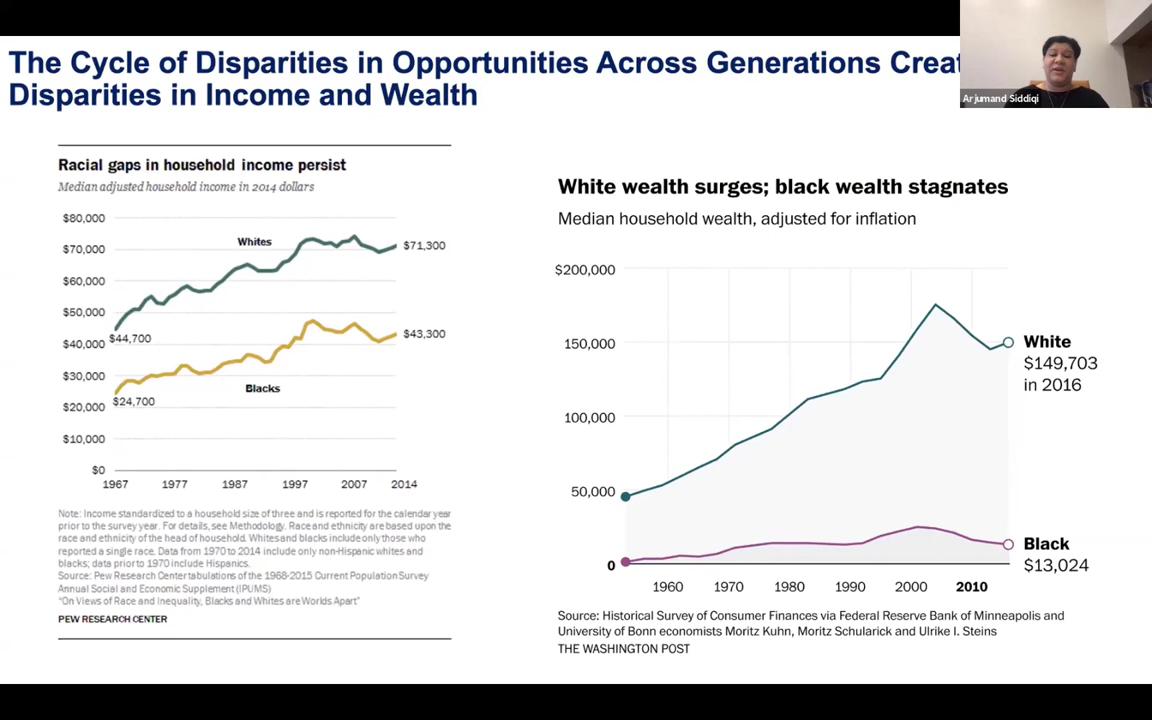 The Cycle of Disparities in Opportunities Across Generations Creat
Disparities in Income and Wealth
Arjumand Siddiqi
Racial gaps in household income persist
Median adjusted household income in 2014 dollars
$80,000
$70,000
$60,000
$50,000
$40,000
$30,000
$20,000
$10,000
$0
Whites
$71,300
$44,700
$43,300
Blacks
$24,700
1967 1977 1987 1997 2007 2014
Note: Income standardized to a household size of three and is reported for the calendar year
prior to the survey year. For details, see Methodology. Race and ethnicity are based upon the
race and ethnicity of the head of household. Whites and blacks include only those who
reported a single race. Data from 1970 to 2014 include only non-Hispanic whites and
blacks; data prior to 1970 include Hispanics.
Source: Pew Research Center tabulations of the 1968-2015 Current Population Survey
Annual Social and Economic Supplement (IPUMS)
"On Views of Race and Inequality, Blacks and Whites are Worlds Apart"
PEW RESEARCH CENTER
White wealth surges; black wealth stagnates
Median household wealth, adjusted for inflation
$200,000
150,000
100,000
50,000
0
White
$149,703
in 2016
Black
$13,024
1960 1970 1980 1990 2000 2010
Source: Historical Survey of Consumer Finances via Federal Reserve Bank of Minneapolis and
University of Bonn economists Moritz Kuhn, Moritz Schularick and Ulrike I. Steins
THE WASHINGTON POST